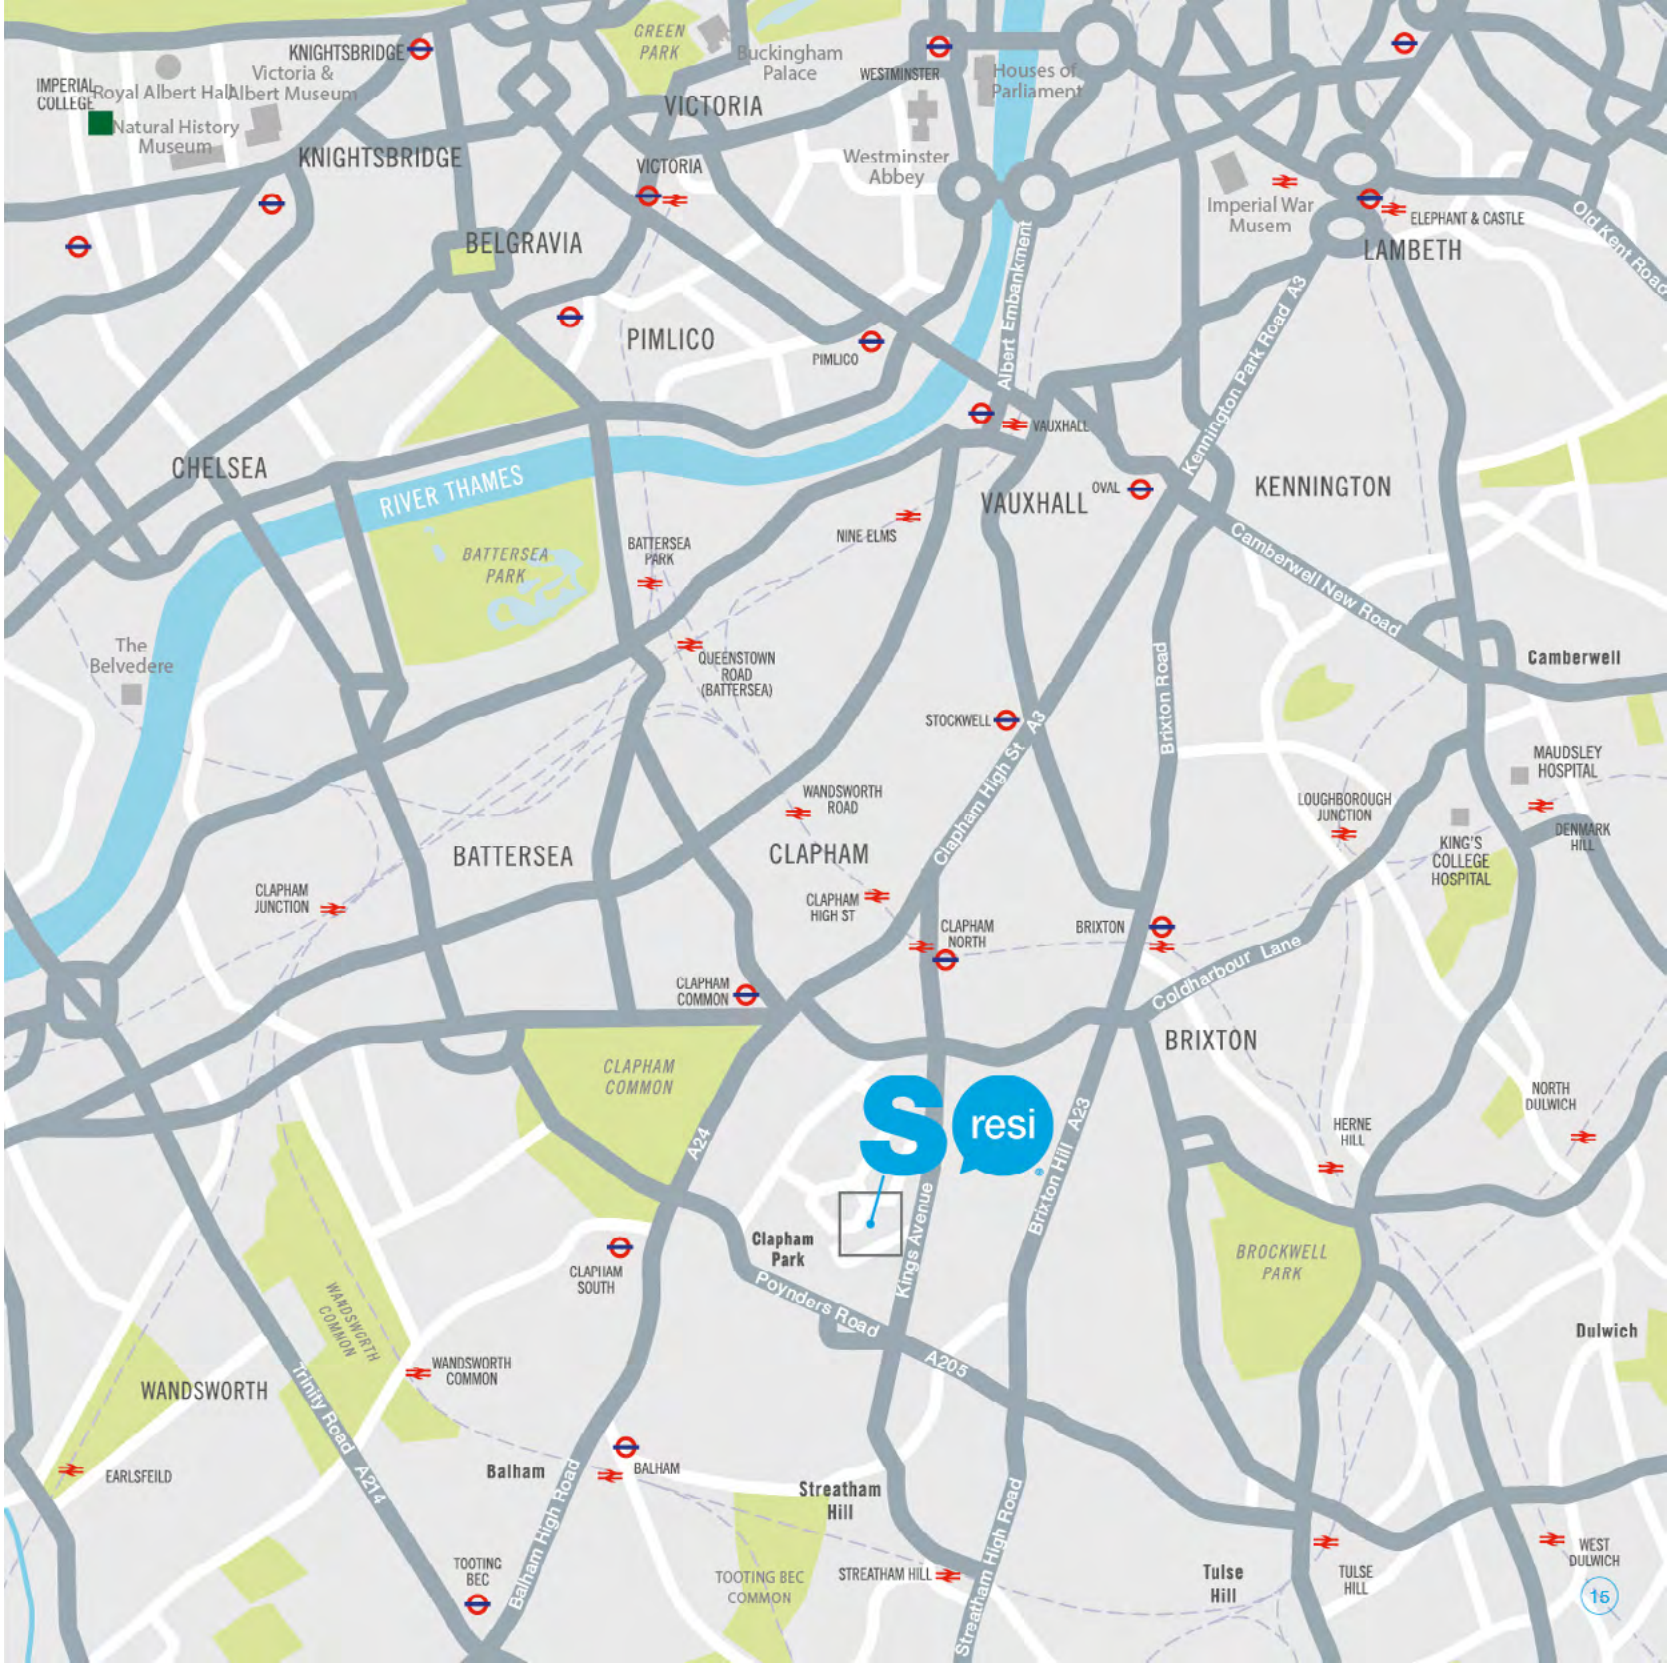 GREEN
PARK
KNIGHTSBRIDGE
Buckingham
Palace
WESTMINSTER
Houses of
Parliament
IMPERIAL
COLLEGE
Royal Albert Hall
Victoria &
Albert Museum
VICTORIA
Natural History
Museum
KNIGHTSBRIDGE
VICTORIA
Westminster
Abbey
Imperial War
Musem
ELEPHANT & CASTLE
Old Kent Road
LAMBETH
BELGRAVIA
Albert Embankment
PIMLICO
PIMLICO
Kennington Park Road A3
VAUXHALL
CHELSEA
RIVER THAMES
OVAL
VAUXHALL
KENNINGTON
BATTERSEA
PARK
BATTERSEA
PARK
NINE ELMS
Camberwell New Road
The
Belvedere
QUEENSTOWN
ROAD
(BATTERSEA)
Brixton Road
Camberwell
STOCKWELL
Clapham High St A3
MAUDSLEY
HOSPITAL
WANDSWORTH
ROAD
LOUGHBOROUGH
JUNCTION
DENMARK
HILL
KING'S
COLLEGE
HOSPITAL
BATTERSEA
CLAPHAM
CLAPHAM
JUNCTION
CLAPHAM
HIGH ST
CLAPHAM
NORTH
BRIXTON
Coldharbour Lane
CLAPHAM
COMMON
BRIXTON
CLAPHAM
COMMON
NORTH
DULWICH
HERNE
HILL
A24
S resi
®
Brixton Hill A23
Kings Avenue
Clapham
Park
BROCKWELL
PARK
CLAPHAM
SOUTH
Poynders Road
A205
WANDSWORTH
COMMON
Dulwich
WANDSWORTH
COMMON
WANDSWORTH
Trinity Road A214
EARLSFEILD
Balham
BALHAM
Balham High Road
Streatham
Hill
Streatham High Road
TOOTING
BEC
TOOTING BEC
COMMON
STREATHAM HILL
Tulse
Hill
TULSE
HILL
WEST
DULWICH
15